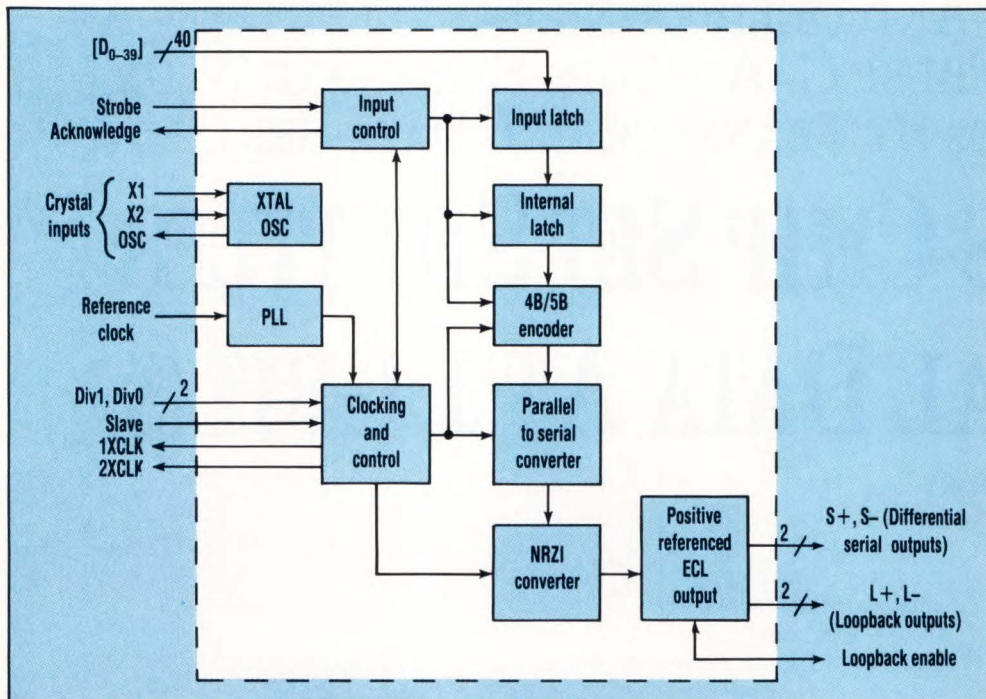 [D0–39]
40
Strobe
Acknowledge
Input
control
Input latch
Crystal
inputs
X1
X2
OSC
XTAL
OSC
Internal
latch
Reference
clock
PLL
4B/5B
encoder
Div1, Div0
2
Slave
1XCLK
2XCLK
Clocking
and
control
Parallel
to serial
converter
NRZI
converter
Positive
referenced
ECL
output
2
S+, S– (Differential
serial outputs)
2
L+, L–
(Loopback outputs)
Loopback enable